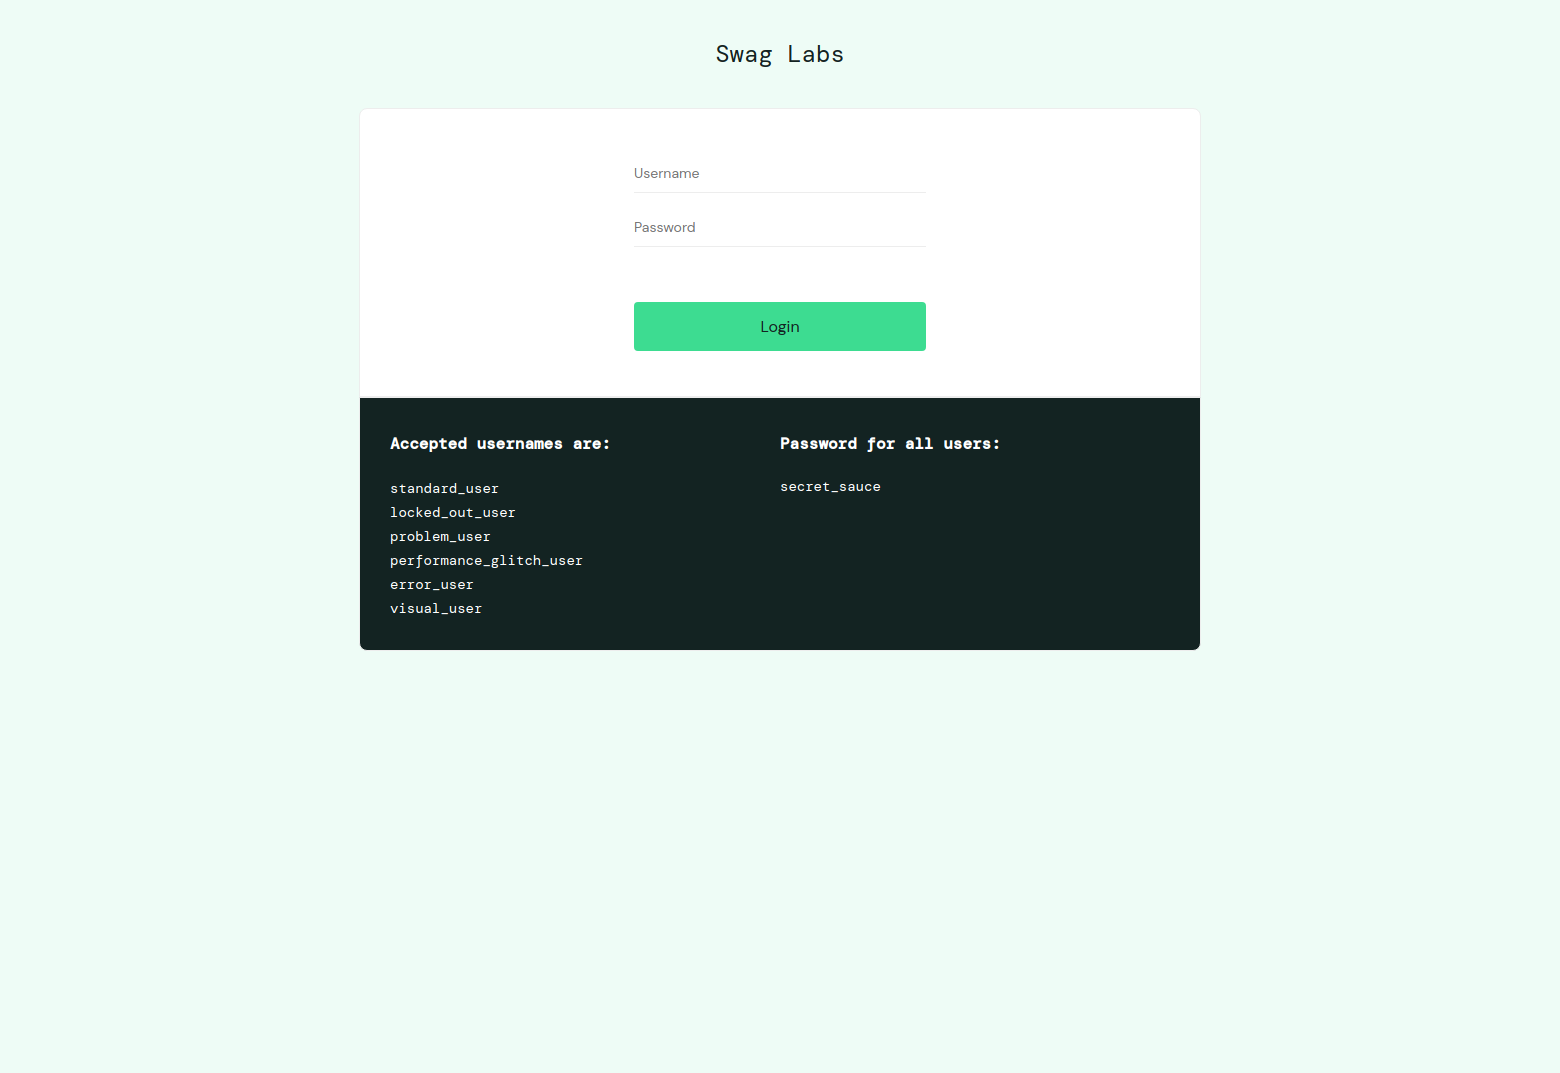 Swag Labs
Username
Password
Login
Accepted usernames are:
standard_user
locked_out_user
problem_user
performance_glitch_user
error_user
visual_user
Password for all users:
secret_sauce